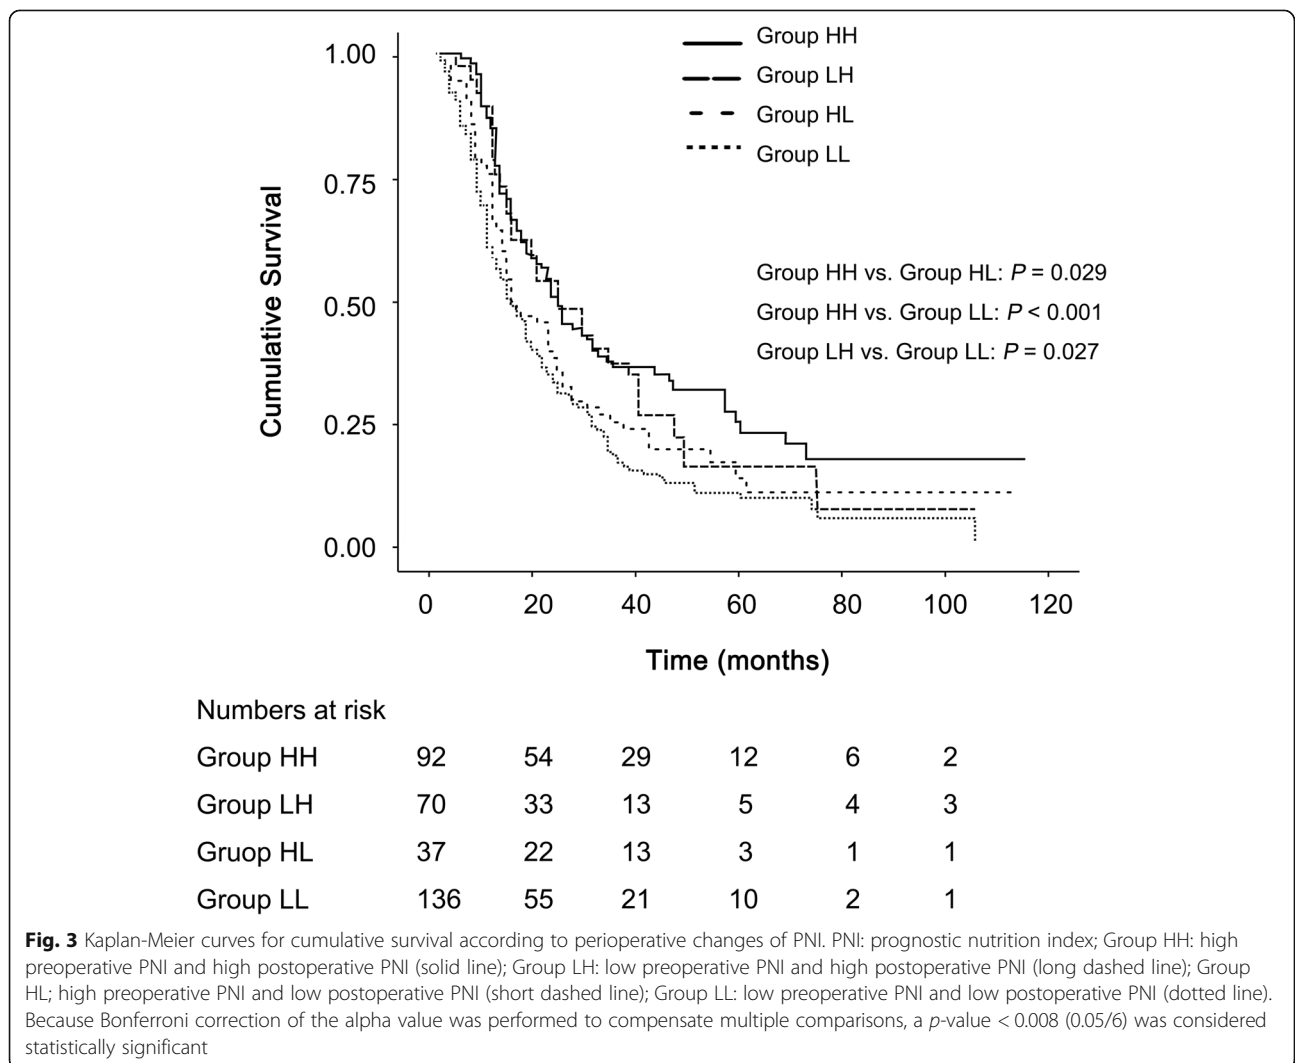 Group HH
Group LH
Group HL
Group LL
1.00
0.75
0.50
0.25
0.00
Cumulative Survival
Group HH vs. Group HL: P = 0.029
Group HH vs. Group LL: P < 0.001
Group LH vs. Group LL: P = 0.027
0 20 40 60 80 100 120
Time (months)
Numbers at risk
Group HH 92 54 29 12 6 2
Group LH 70 33 13 5 4 3
Gruop HL 37 22 13 3 1 1
Group LL 136 55 21 10 2 1
Fig. 3 Kaplan-Meier curves for cumulative survival according to perioperative changes of PNI. PNI: prognostic nutrition index; Group HH: high
preoperative PNI and high postoperative PNI (solid line); Group LH: low preoperative PNI and high postoperative PNI (long dashed line); Group
HL; high preoperative PNI and low postoperative PNI (short dashed line); Group LL: low preoperative PNI and low postoperative PNI (dotted line).
Because Bonferroni correction of the alpha value was performed to compensate multiple comparisons, a p-value < 0.008 (0.05/6) was considered
statistically significant